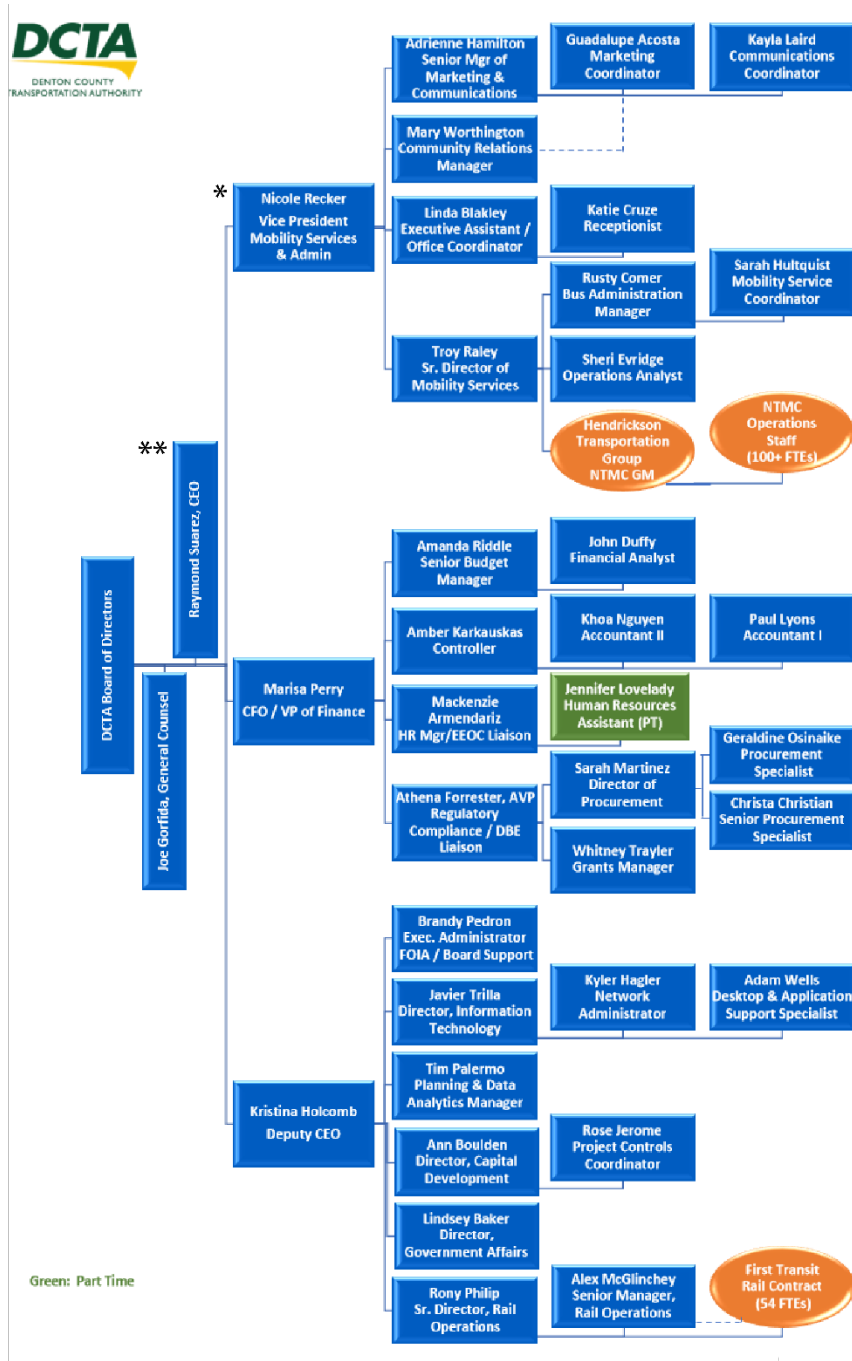 DCTA
DENTON COUNTY
TRANSPORTATION AUTHORITY
Adrienne Hamilton
Senior Mgr of
Marketing &
Communications
Guadalupe Acosta
Marketing
Coordinator
Kayla Laird
Communications
Coordinator
Mary Worthington
Community Relations
Manager
*
Nicole Recker
Vice President
Mobility Services
& Admin
Linda Blakley
Executive Assistant /
Office Coordinator
Katie Cruze
Receptionist
Rusty Comer
Bus Administration
Manager
Sarah Hultquist
Mobility Service
Coordinator
Troy Raley
Sr. Director of
Mobility Services
Sheri Evridge
Operations Analyst
Hendrickson
Transportation
Group
NTMC GM
NTMC
Operations
Staff
(100+ FTEs)
**
Raymond Suarez, CEO
DCTA Board of Directors
Joe Gorfida, General Counsel
Marisa Perry
CFO / VP of Finance
Amanda Riddle
Senior Budget
Manager
John Duffy
Financial Analyst
Amber Karkauskas
Controller
Khoa Nguyen
Accountant II
Paul Lyons
Accountant I
Mackenzie
Armendariz
HR Mgr/EEOC Liaison
Jennifer Lovelady
Human Resources
Assistant (PT)
Athena Forrester, AVP
Regulatory
Compliance / DBE
Liaison
Sarah Martinez
Director of
Procurement
Geraldine Osinaike
Procurement
Specialist
Christa Christian
Senior Procurement
Specialist
Whitney Trayler
Grants Manager
Kristina Holcomb
Deputy CEO
Brandy Pedron
Exec. Administrator
FOIA / Board Support
Javier Trilla
Director, Information
Technology
Kyler Hagler
Network
Administrator
Adam Wells
Desktop & Application
Support Specialist
Tim Palermo
Planning & Data
Analytics Manager
Ann Boulden
Director, Capital
Development
Rose Jerome
Project Controls
Coordinator
Lindsey Baker
Director,
Government Affairs
Rony Philip
Sr. Director, Rail
Operations
Alex McGlinchey
Senior Manager,
Rail Operations
First Transit
Rail Contract
(54 FTEs)
Green: Part Time